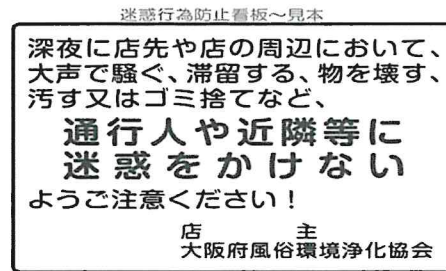 迷惑行為防止看板～見本
深夜に店先や店の周辺において、
大声で騒ぐ、滞留する、物を壊す、
汚す又はゴミ捨てなど、
通行人や近隣等に
迷惑をかけない
ようご注意ください！
店　　　　主
大阪府風俗環境浄化協会